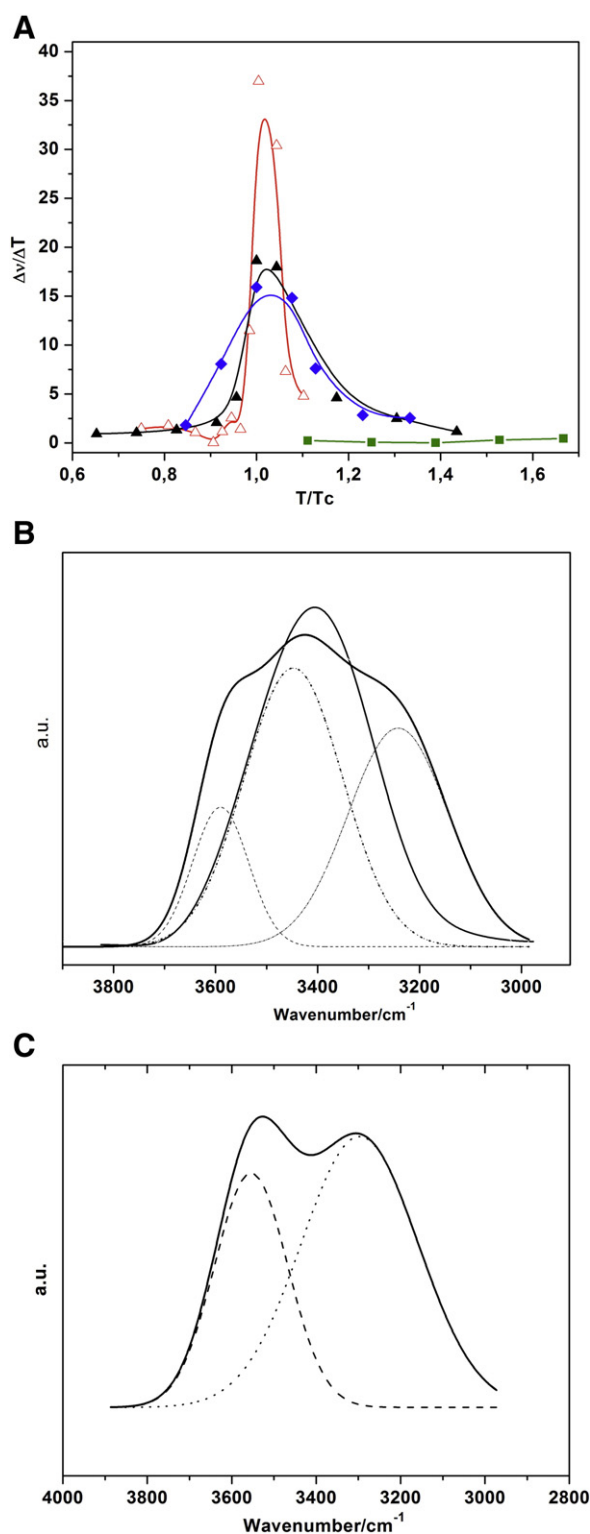 A
40
35
30
25
20
15
10
5
0
Δν/ΔT
0,6 0,8 1,0 1,2 1,4 1,6
T/Tc
B
a.u.
3800 3600 3400 3200 3000
Wavenumber/cm-1
C
a.u.
4000 3800 3600 3400 3200 3000 2800
Wavenumber/cm-1